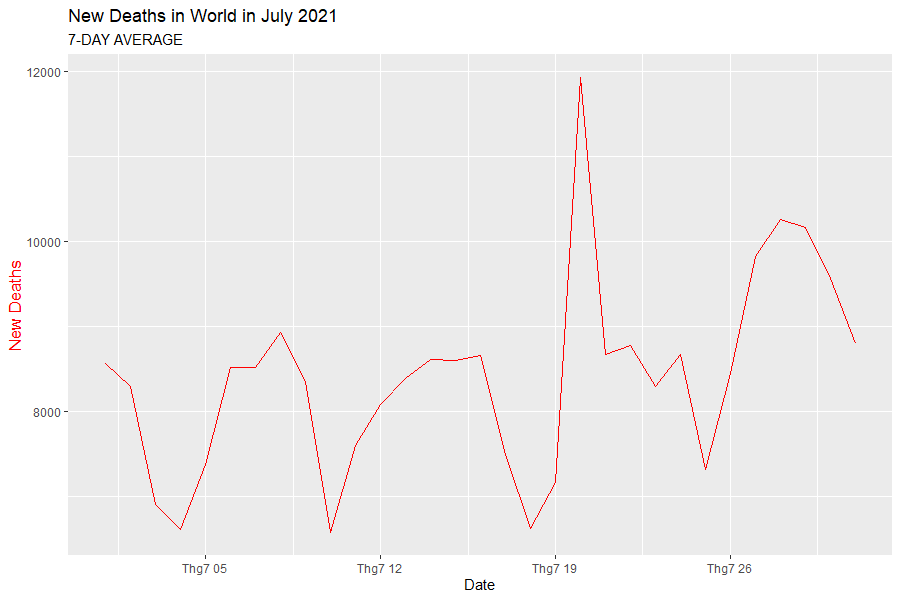 New Deaths in World in July 2021
7-DAY AVERAGE
12000
10000
8000
New Deaths
Thg7 05
Thg7 12
Thg7 19
Thg7 26
Date